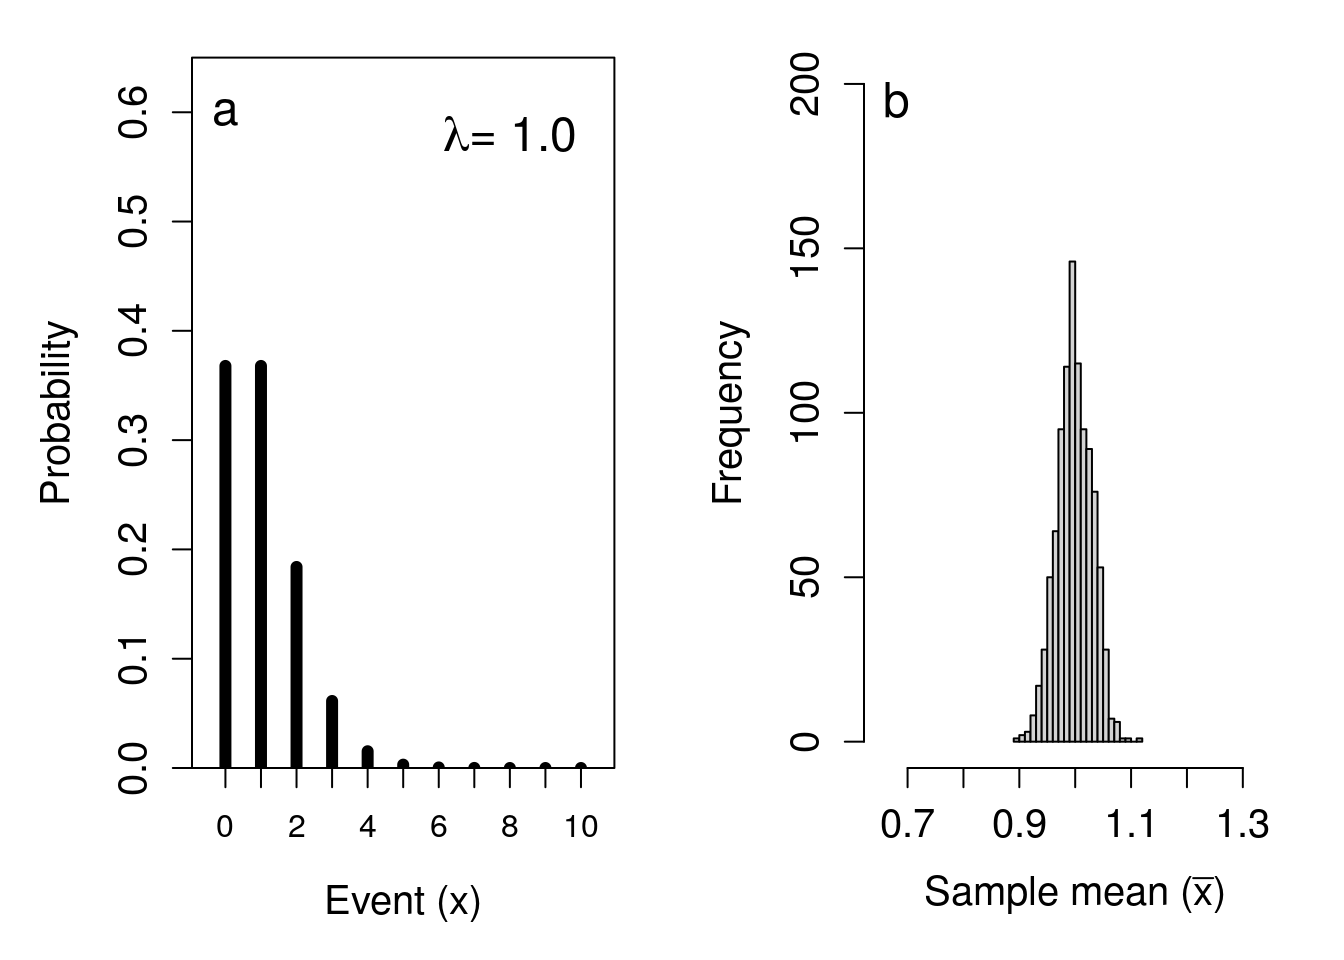 a
λ= 1.0
Probability
0.0
0.1
0.2
0.3
0.4
0.5
0.6
0 2 4 6 8 10
Event (x)
b
Frequency
0
50
100
150
200
0.7 0.9 1.1 1.3
Sample mean (x̅)